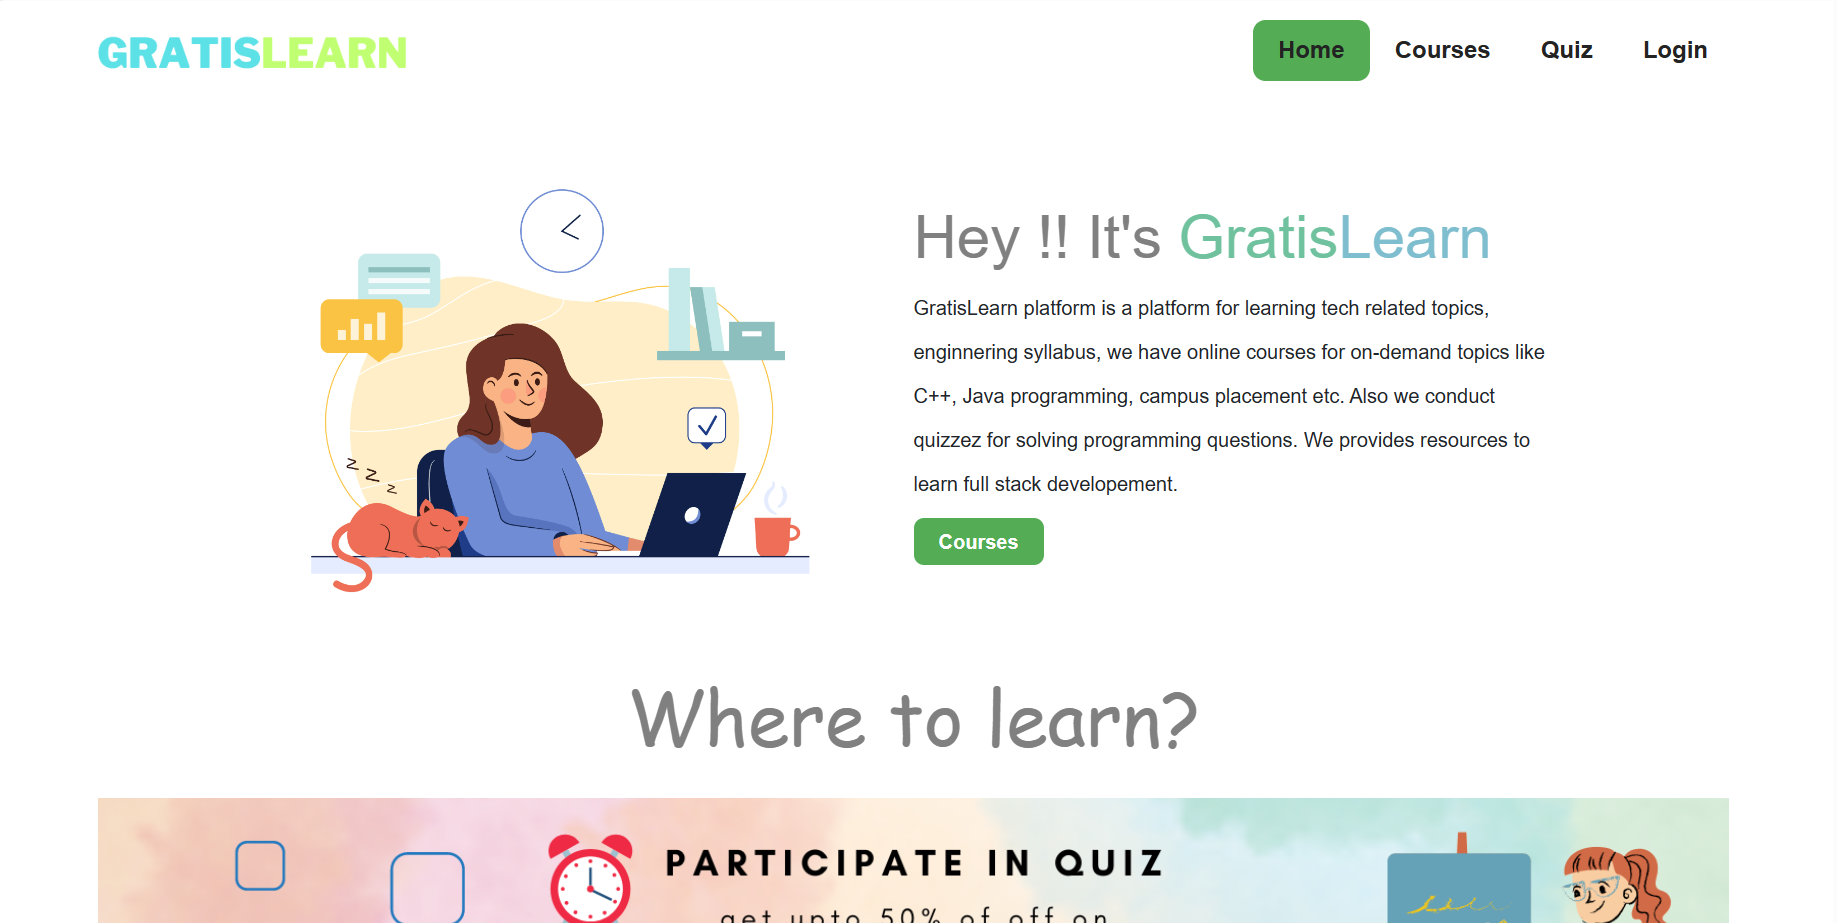 GRATISLEARN
Home Courses Quiz Login
Hey !! It's GratisLearn
GratisLearn platform is a platform for learning tech related topics,
enginnering syllabus, we have online courses for on-demand topics like
C++, Java programming, campus placement etc. Also we conduct
quizzez for solving programming questions. We provides resources to
learn full stack developement.
Courses
z z z
Where to learn?
PARTICIPATE IN QUIZ
get upto 50% of off on